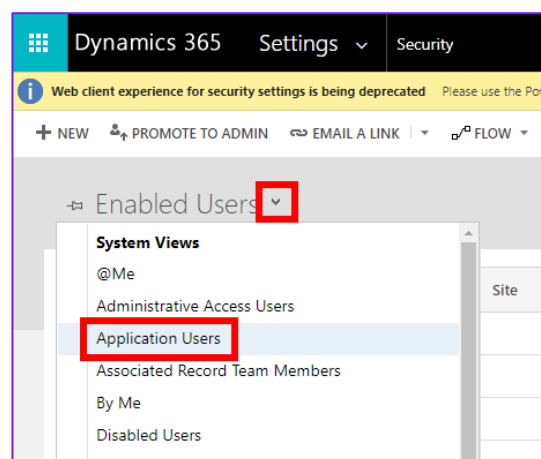 Dynamics 365 Settings Security
Web client experience for security settings is being deprecated Please use the Po
NEW PROMOTE TO ADMIN EMAIL A LINK FLOW
Enabled Users
System Views
@Me
Administrative Access Users
Site
Application Users
Associated Record Team Members
By Me
Disabled Users